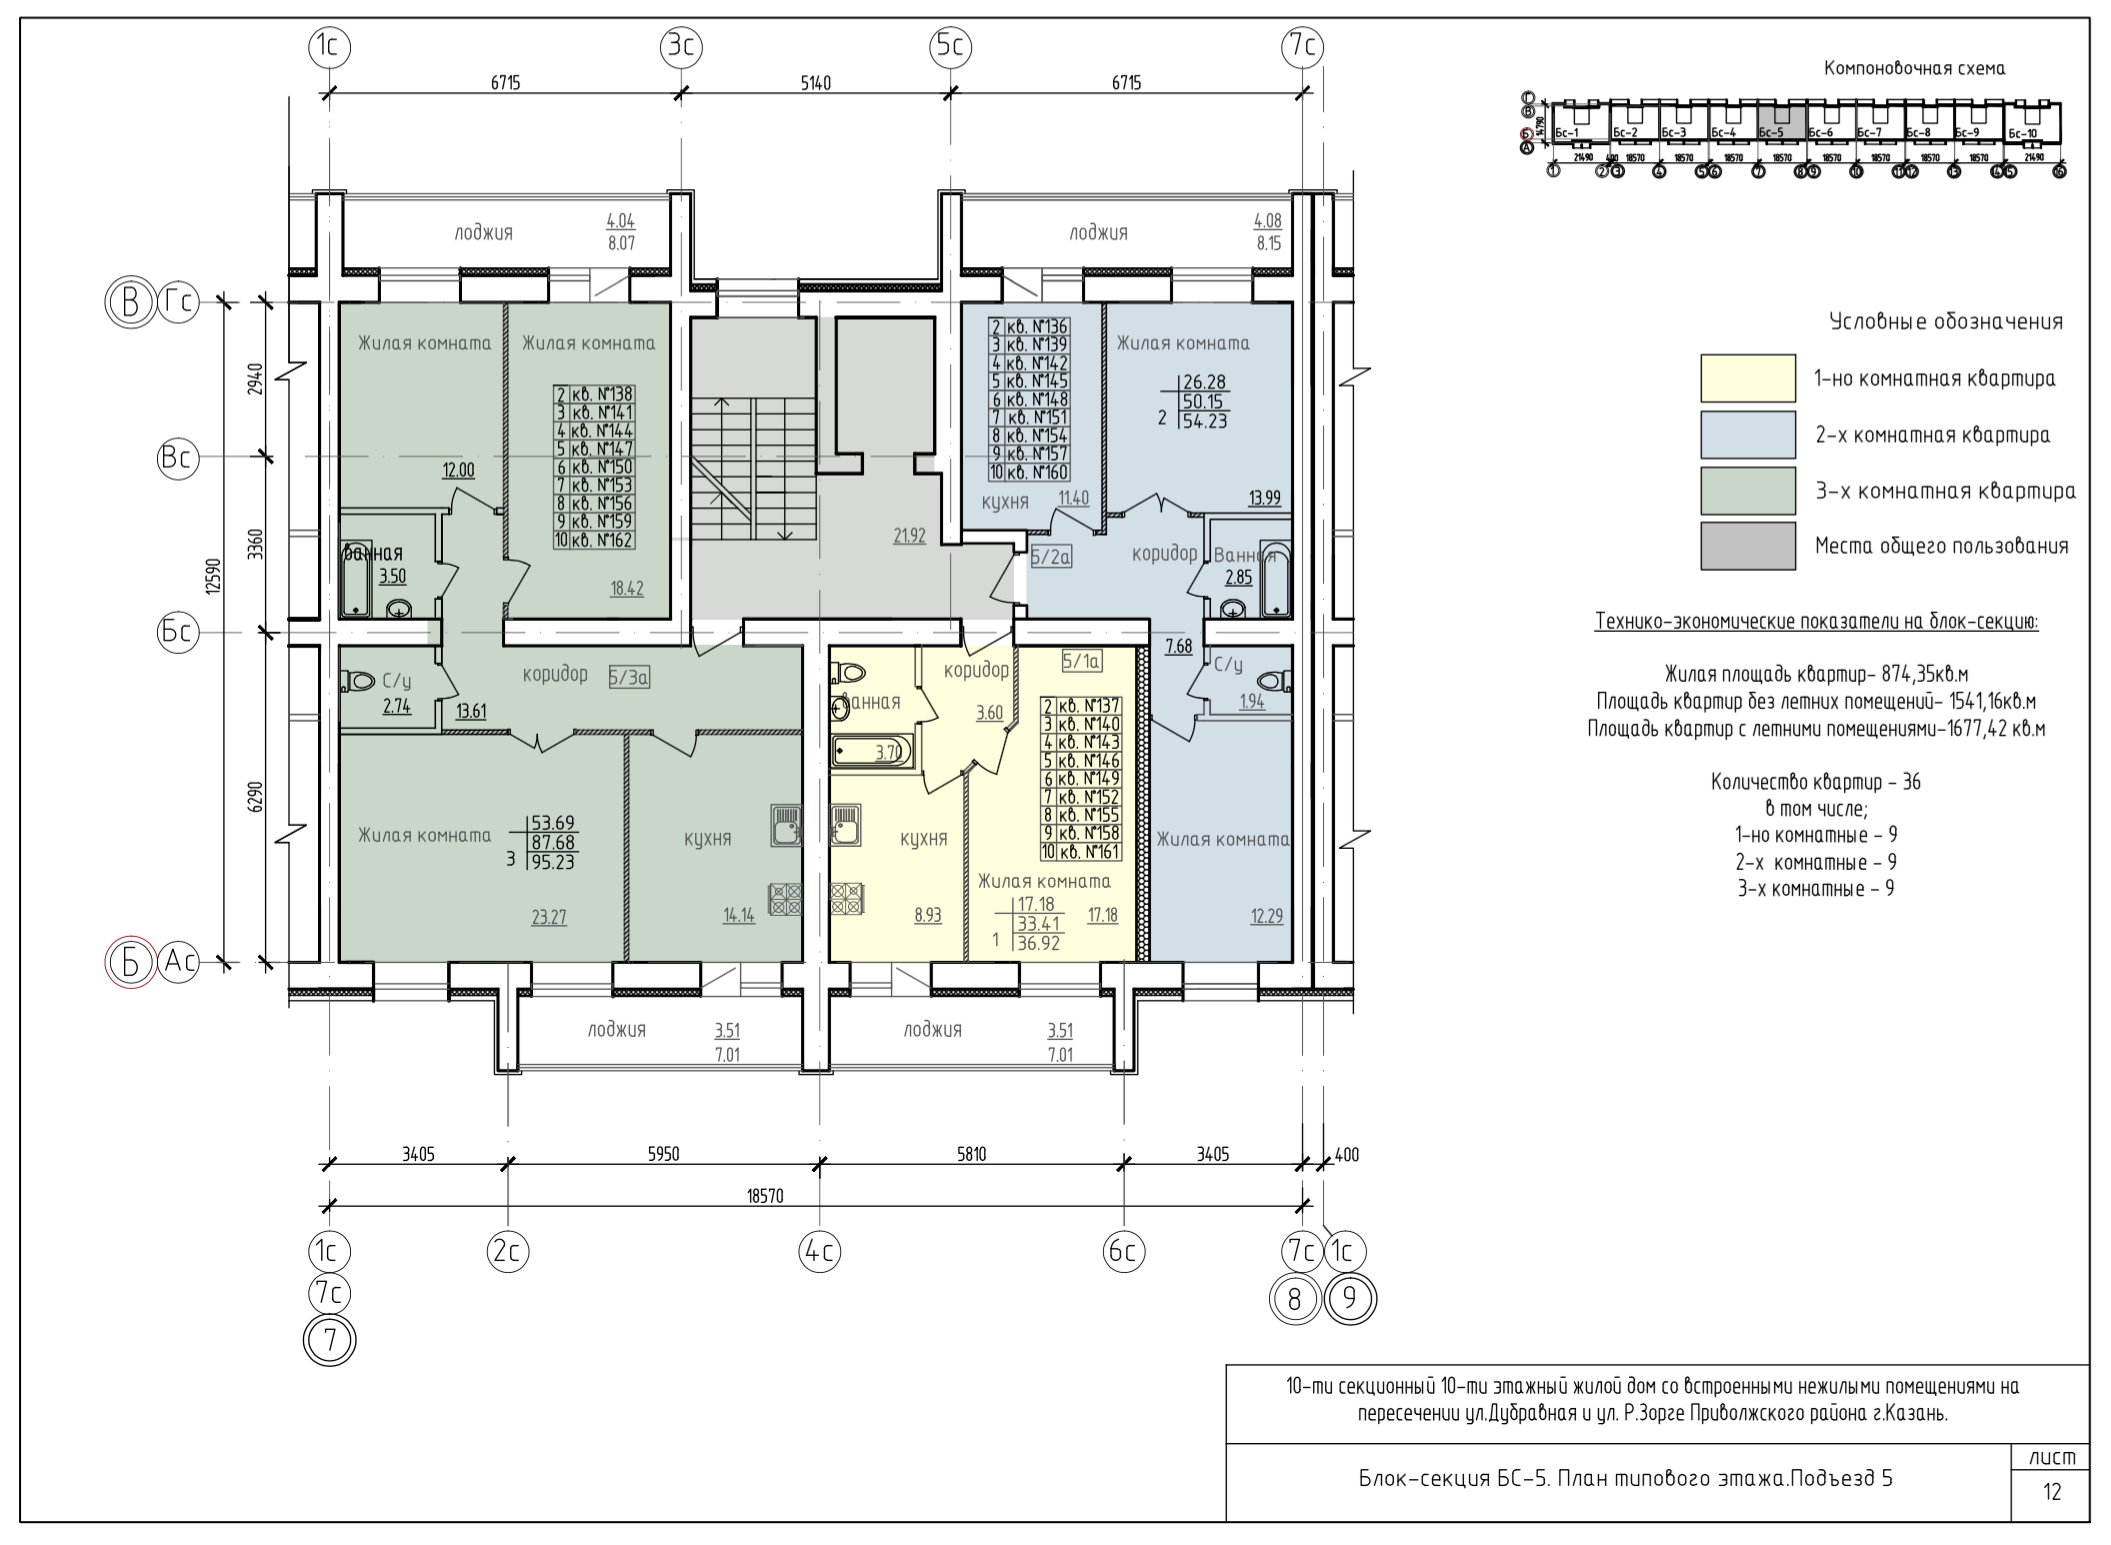 1с
3с
5с
7с
6715
5140
6715
Компоновочная схема
Г
В
Б
А
14790
Бс-1
Бс-2
Бс-3
Бс-4
Бс-5
Бс-6
Бс-7
Бс-8
Бс-9
Бс-10
21490
400
18570
18570
18570
18570
18570
18570
18570
18570
21490
лоджия
4.04
8.07
лоджия
4.08
8.15
В
Гс
Вс
Бс
Б
Ас
2940
3360
6290
12590
Жилая комната
12.00
Жилая комната
2 кв. №138
3 кв. №141
4 кв. №144
5 кв. №147
6 кв. №150
7 кв. №153
8 кв. №156
9 кв. №159
10 кв. №162
18.42
ванная
3.50
21.92
2 кв. №136
3 кв. №139
4 кв. №142
5 кв. №145
6 кв. №148
7 кв. №151
8 кв. №154
9 кв. №157
10 кв. №160
кухня
11.40
Жилая комната
26.28
50.15
2 54.23
13.99
Б/2а
коридор
Ванная
2.85
7.68
С/у
1.94
Жилая комната
12.29
С/у
2.74
коридор
Б/3а
13.61
Жилая комната
53.69
87.68
3 95.23
23.27
кухня
14.14
ванная
3.70
коридор
3.60
5/1а
2 кв. №137
3 кв. №140
4 кв. №143
5 кв. №146
6 кв. №149
7 кв. №152
8 кв. №155
9 кв. №158
10 кв. №161
кухня
8.93
Жилая комната
17.18
33.41
1 36.92
17.18
лоджия
3.51
7.01
лоджия
3.51
7.01
3405
5950
5810
3405
400
18570
1с
2с
4с
6с
7с
1с
7с
7
8
9
Условные обозначения
1-но комнатная квартира
2-х комнатная квартира
3-х комнатная квартира
Места общего пользования
Технико-экономические показатели на блок-секцию:
Жилая площадь квартир- 874,35кв.м
Площадь квартир без летних помещений- 1541,16кв.м
Площадь квартир с летними помещениями-1677,42 кв.м
Количество квартир - 36
в том числе;
1-но комнатные - 9
2-х комнатные - 9
3-х комнатные - 9
10-ти секционный 10-ти этажный жилой дом со встроенными нежилыми помещениями на
пересечении ул.Дубравная и ул. Р.Зорге Приволжского района г.Казань.
Блок-секция БС-5. План типового этажа.Подъезд 5
лист
12